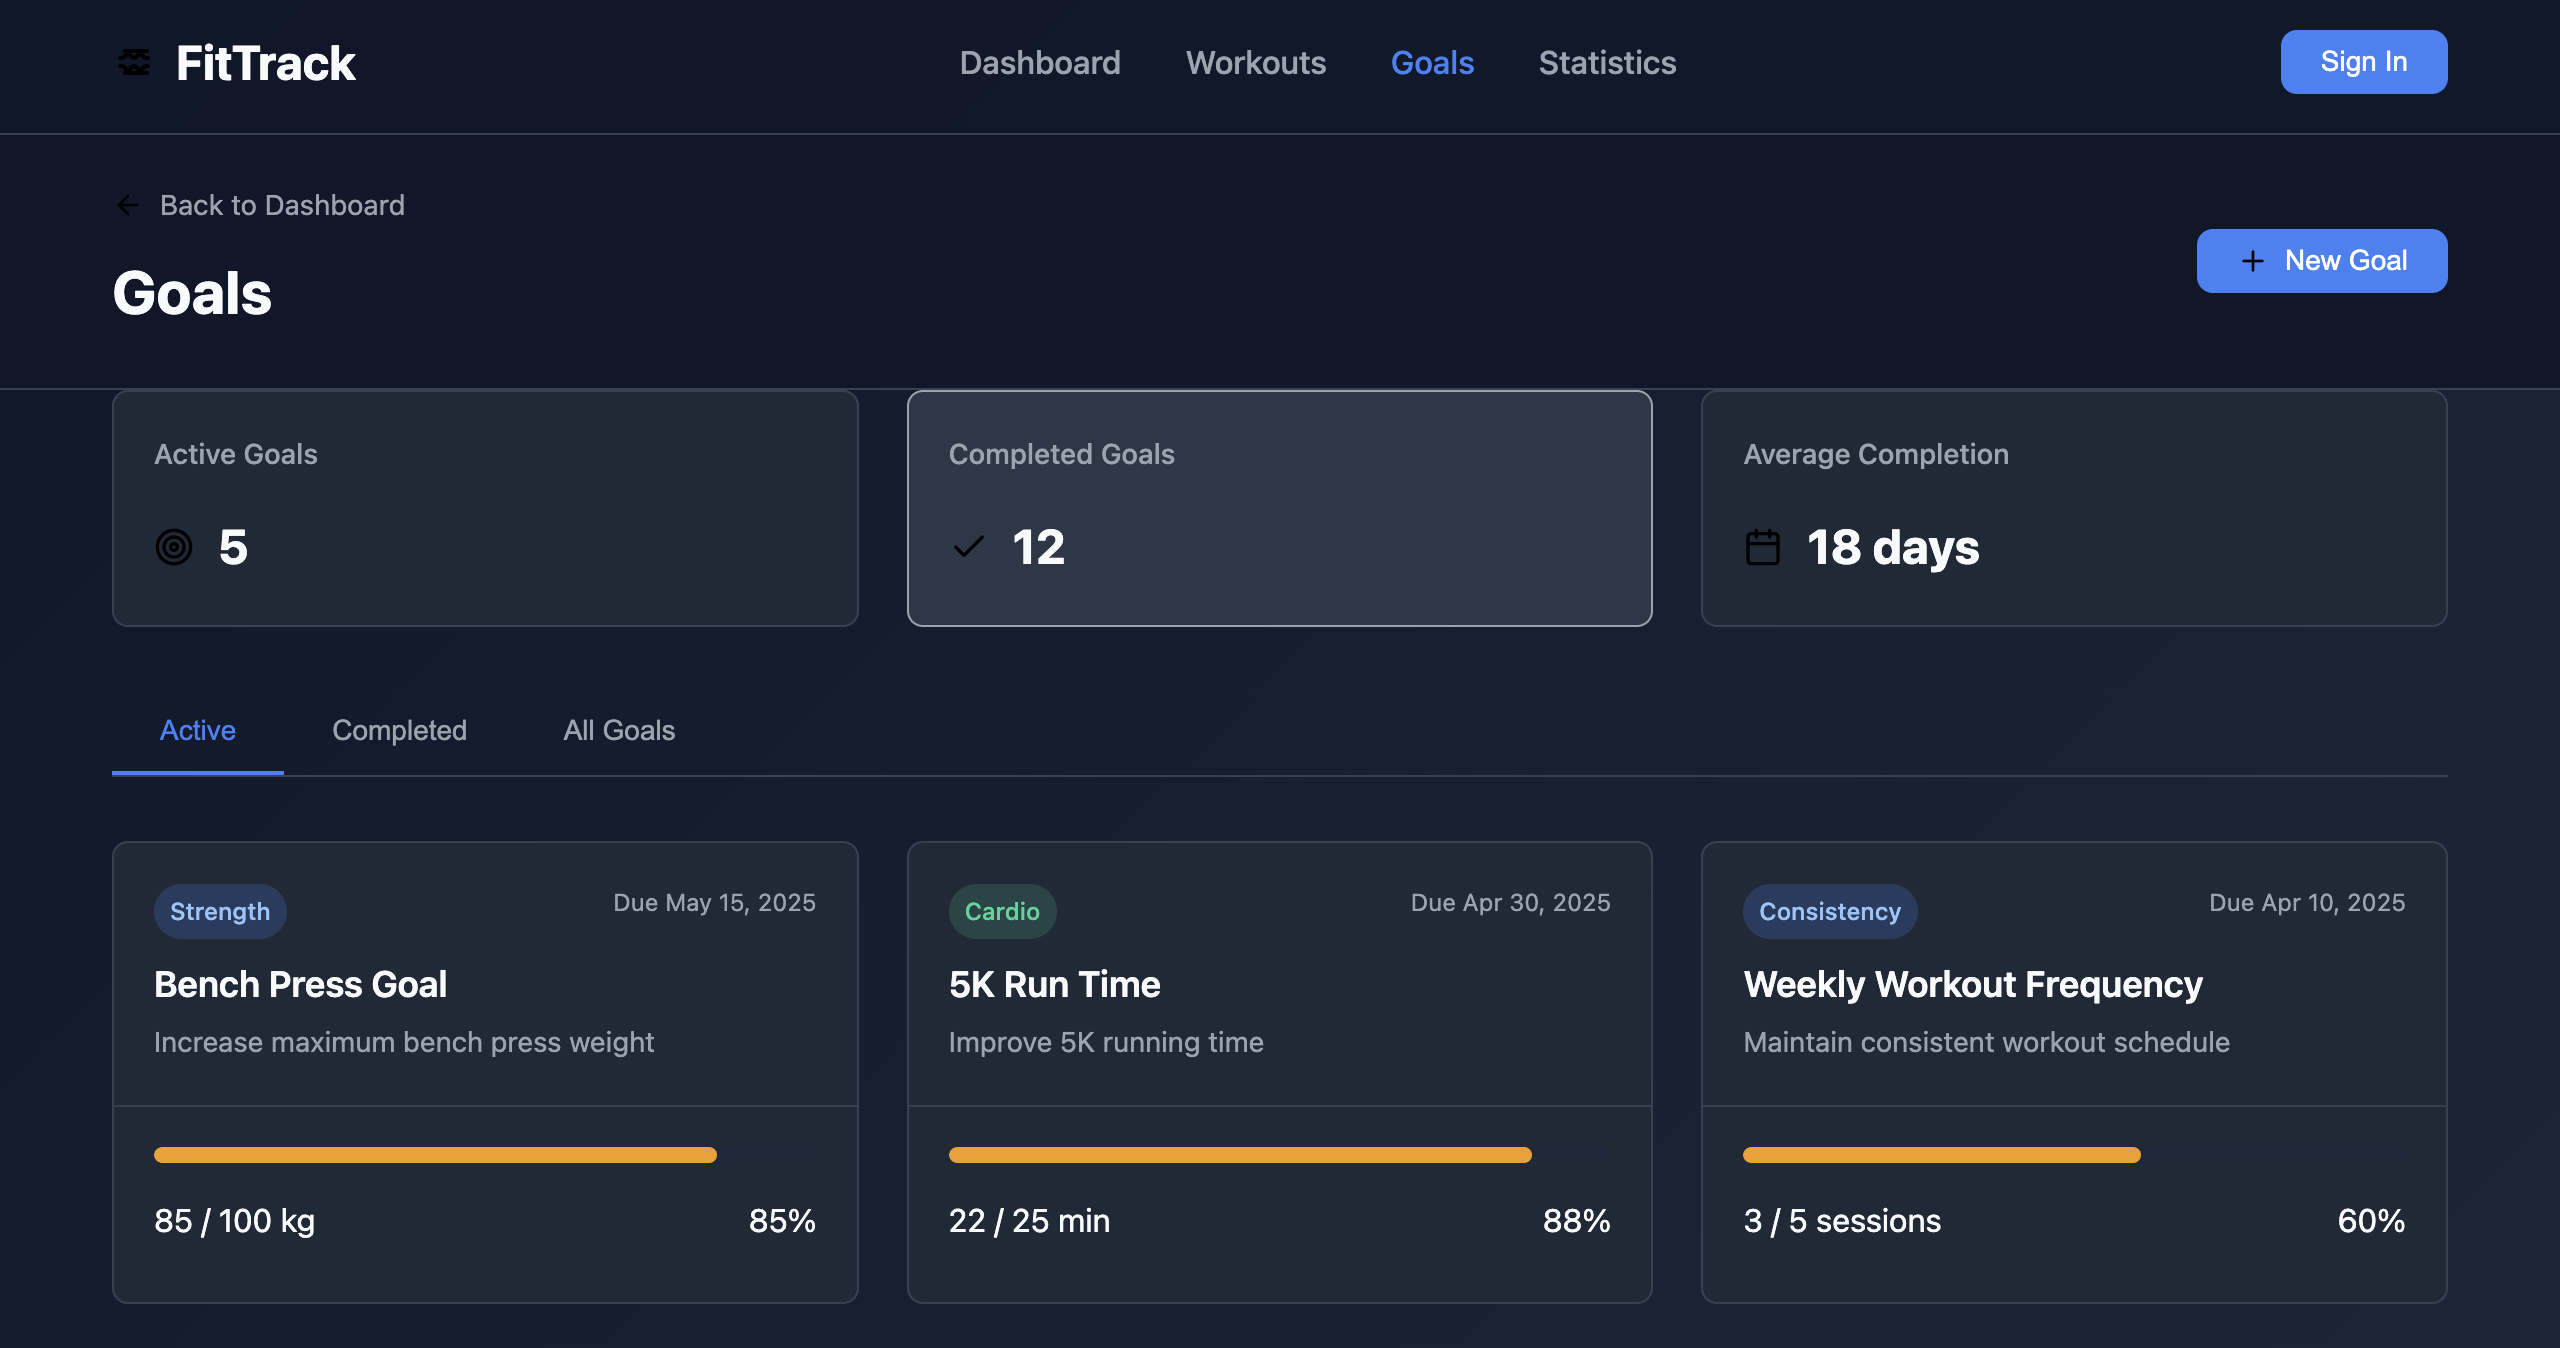 FitTrack
Dashboard
Workouts
Goals
Statistics
Sign In
Back to Dashboard
Goals
New Goal
Active Goals
5
Completed Goals
12
Average Completion
18 days
Active
Completed
All Goals
Strength
Due May 15, 2025
Bench Press Goal
Increase maximum bench press weight
85 / 100 kg
85%
Cardio
Due Apr 30, 2025
5K Run Time
Improve 5K running time
22 / 25 min
88%
Consistency
Due Apr 10, 2025
Weekly Workout Frequency
Maintain consistent workout schedule
3 / 5 sessions
60%